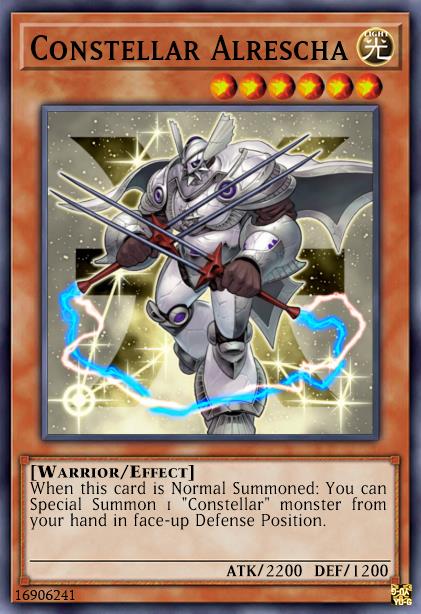 Constellar Alrescha
LIGHT
光
[Warrior/Effect]
When this card is Normal Summoned: You can
Special Summon 1 "Constellar" monster from
your hand in face-up Defense Position.
ATK/2200 DEF/1200
16906241